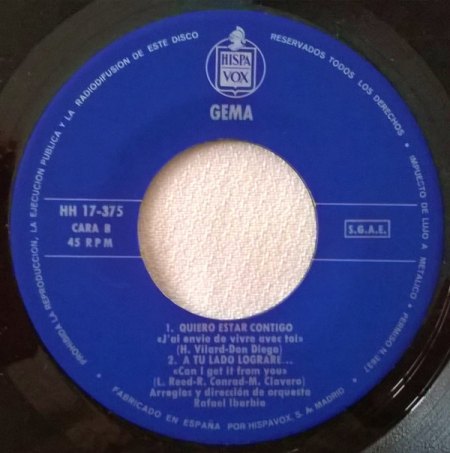 PROHIBIDA LA REPRODUCCION, LA EJECUCION PUBLICA Y LA RADIODIFUSION DE ESTE DISCO
RESERVADOS TODOS LOS DERECHOS • IMPUESTO DE LUJO A METALICO • PERMISO N. 3637
HISPA
VOX
GEMA
HH 17-375
CARA B
45 RPM
S.G.A.E.
1. QUIERO ESTAR CONTIGO
«J'ai envie de vivre avec toi»
(H. Vilard-Don Diego)
2. A TU LADO LOGRARE...
«Can I get it from you»
(L. Reed-R. Conrad-M. Clavero)
Arreglos y dirección de orquesta
Rafael Ibarbia
FABRICADO EN ESPAÑA POR HISPAVOX, S. A. MADRID